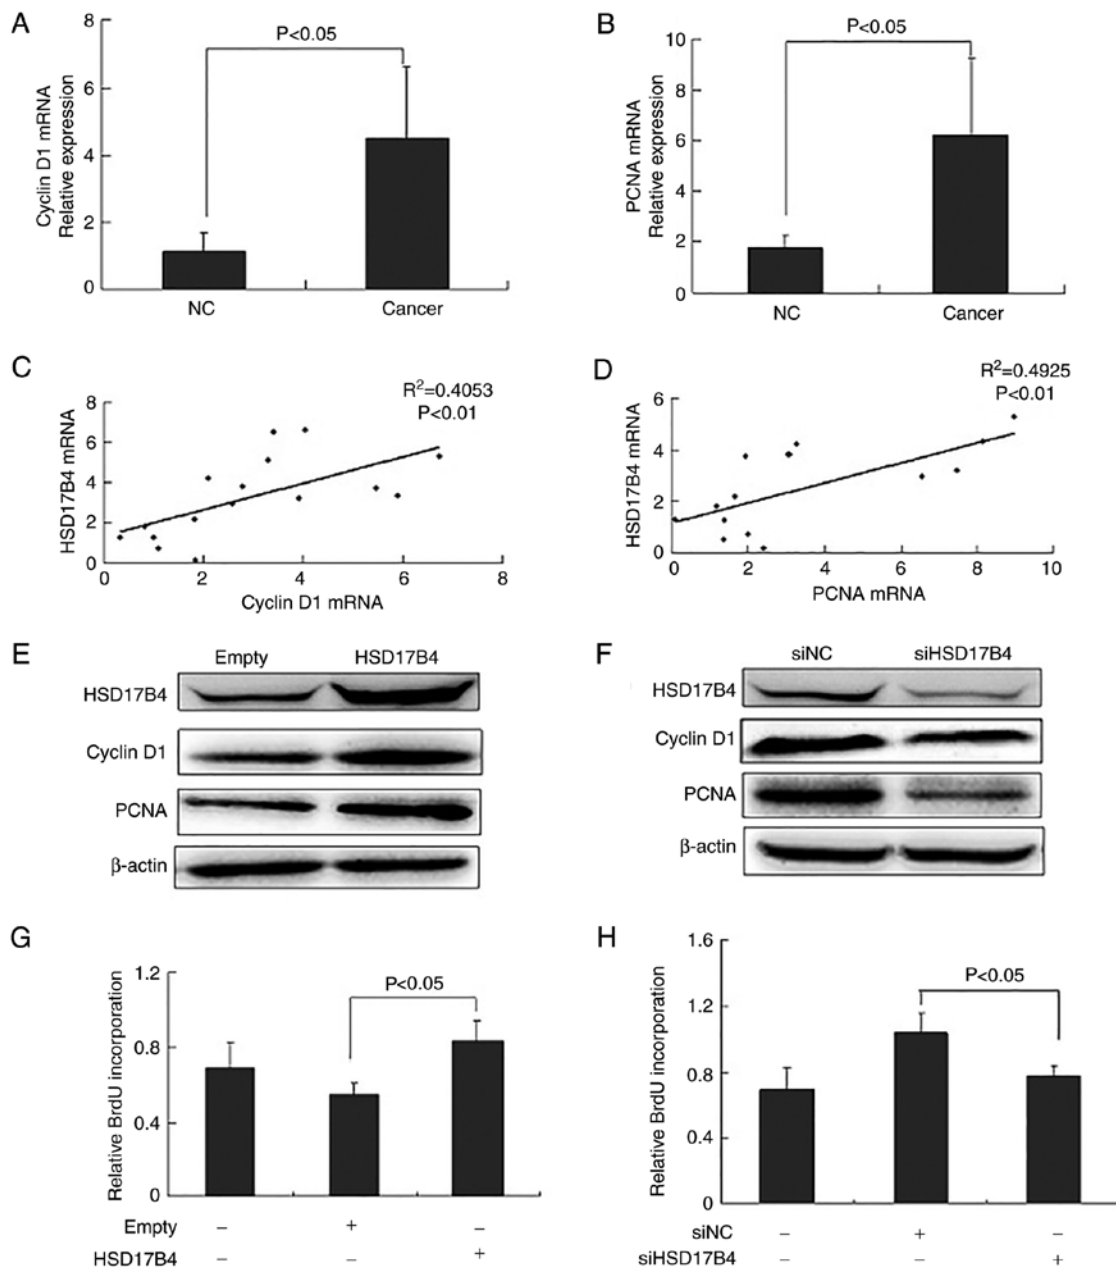 A
8
6
4
2
0
Cyclin D1 mRNA
Relative expression
P<0.05
NC
Cancer
B
10
8
6
4
2
0
PCNA mRNA
Relative expression
P<0.05
NC
Cancer
C
R²=0.4053
P<0.01
8
6
4
2
0
HSD17B4 mRNA
0 2 4 6 8
Cyclin D1 mRNA
D
R²=0.4925
P<0.01
6
4
2
0
HSD17B4 mRNA
0 2 4 6 8 10
PCNA mRNA
E
Empty HSD17B4
HSD17B4
Cyclin D1
PCNA
β-actin
F
siNC siHSD17B4
HSD17B4
Cyclin D1
PCNA
β-actin
G
1.2
0.8
0.4
0
Relative BrdU incorporation
P<0.05
Empty – + –
HSD17B4 – – +
H
1.6
1.2
0.8
0.4
0
Relative BrdU incorporation
P<0.05
siNC – + –
siHSD17B4 – – +